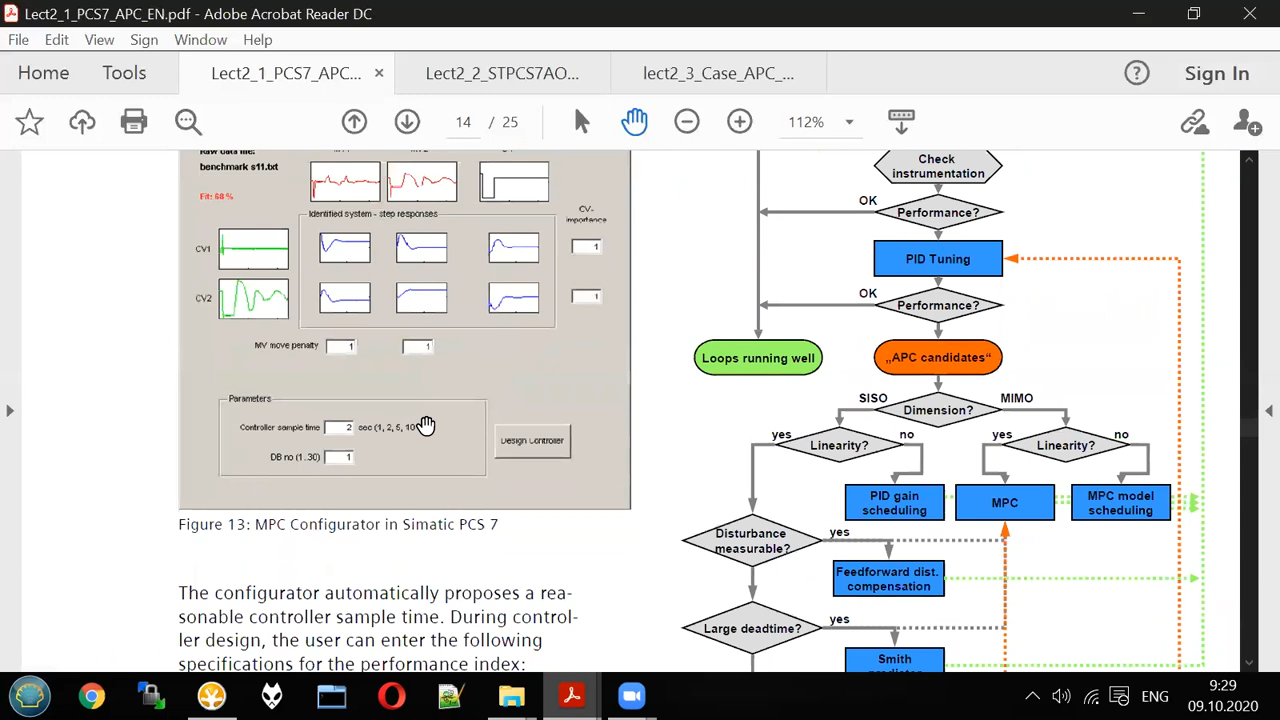 Lect2_1_PCS7_APC_EN.pdf - Adobe Acrobat Reader DC
File Edit View Sign Window Help
Home Tools Lect2_1_PCS7_APC... × Lect2_2_STPCS7AO... lect2_3_Case_APC_... Sign In
14 / 25 112%
benchmark s11.txt
Fit: 68 %
Identified system - step responses
CV-
importance
CV1
1
CV2
1
MV move penalty 1 1
Parameters
Controller sample time 2 sec (1, 2, 5, 10
DB no (1..30) 1
Design Controller
Figure 13: MPC Configurator in Simatic PCS 7
The configurator automatically proposes a rea-
sonable controller sample time. During control-
ler design, the user can enter the following
specifications for the performance index:
Check
instrumentation
OK
Performance?
PID Tuning
OK
Performance?
Loops running well
„APC candidates“
SISO
Dimension?
MIMO
yes
Linearity?
no
yes
Linearity?
no
PID gain
scheduling
MPC
MPC model
scheduling
Disturbance
measurable?
yes
Feedforward dist.
compensation
Large deadtime?
yes
Smith
ENG
9:29
09.10.2020